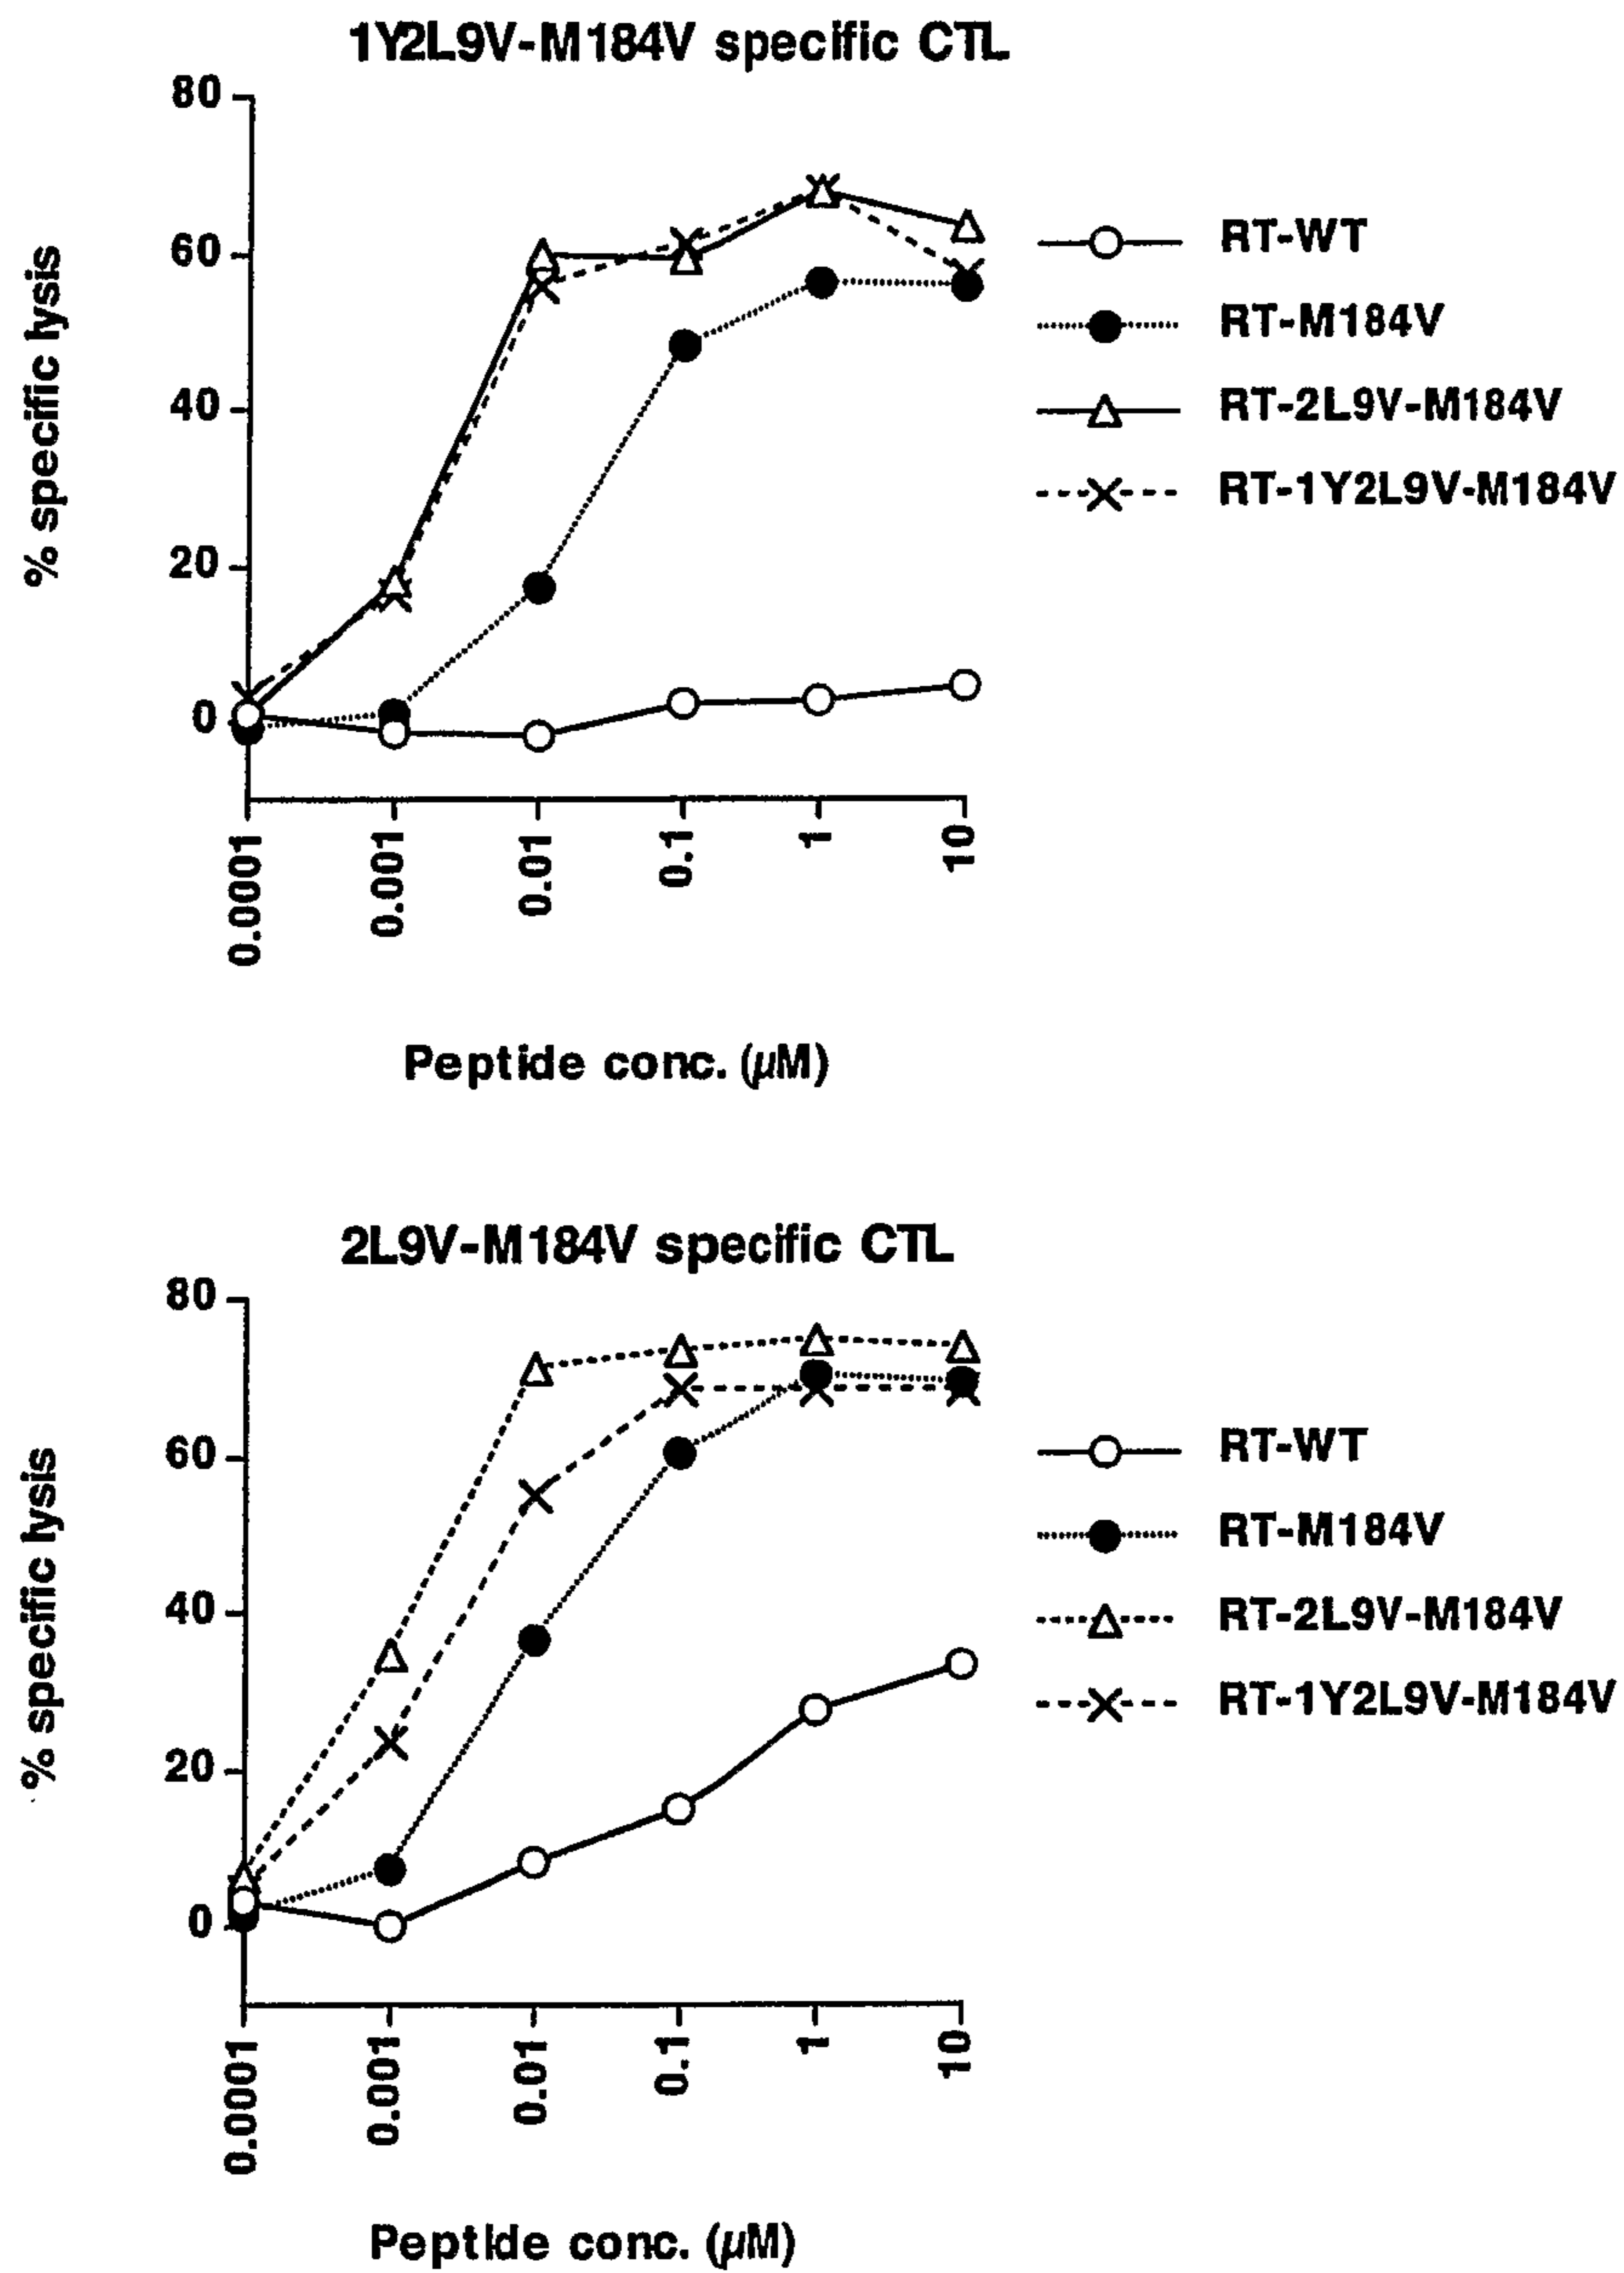 1Y2L9V-M184V specific CTL
80
60
40
20
0
% specific lysis
0.0001
0.001
0.01
0.1
1
10
Peptide conc. (µM)
RT-WT
RT-M184V
RT-2L9V-M184V
RT-1Y2L9V-M184V
2L9V-M184V specific CTL
80
60
40
20
0
% specific lysis
0.0001
0.001
0.01
0.1
1
10
Peptide conc. (µM)
RT-WT
RT-M184V
RT-2L9V-M184V
RT-1Y2L9V-M184V